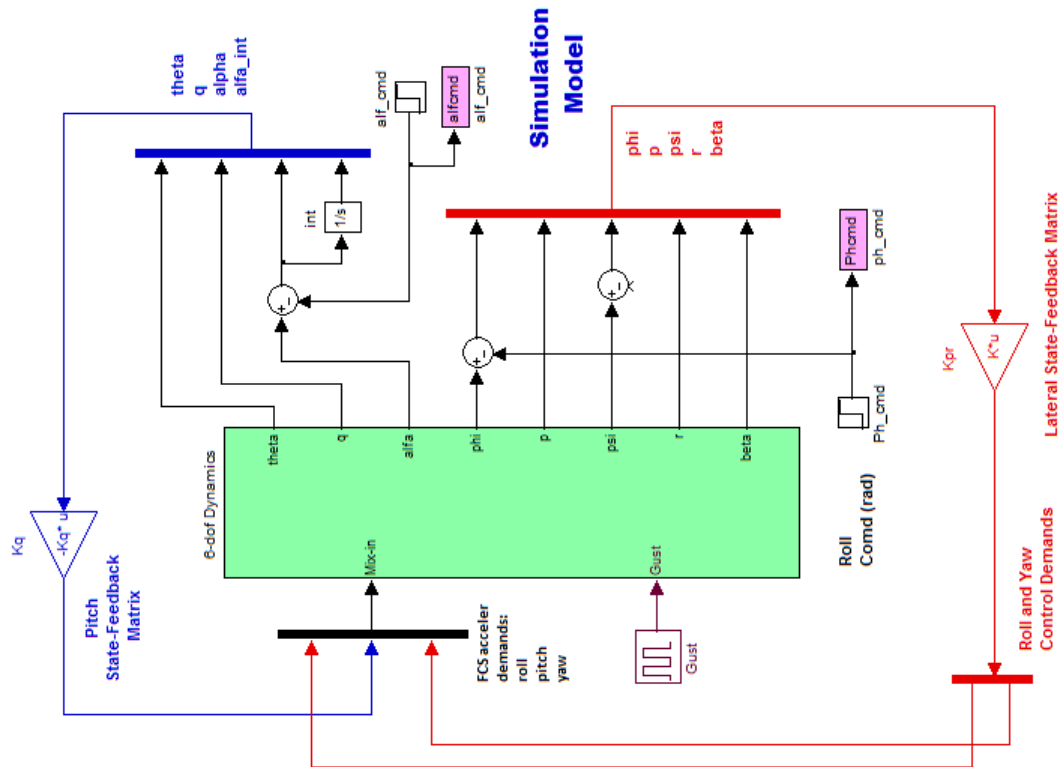 theta
q
alpha
alfa_int
alf_cmd
alfcmd
alf_cmd
Simulation
Model
int
1/s
+
-
Kq
-Kq* u
Pitch
State-Feedback
Matrix
6-dof Dynamics
theta
q
alfa
phi
p
psi
r
beta
Mix-in
Gust
Gust
FCS acceler
demands:
roll
pitch
yaw
phi
p
psi
r
beta
+
-
+
-
Phcmd
ph_cmd
Ph_cmd
Roll
Comd (rad)
Kpr
K*u
Lateral State-Feedback Matrix
Roll and Yaw
Control Demands